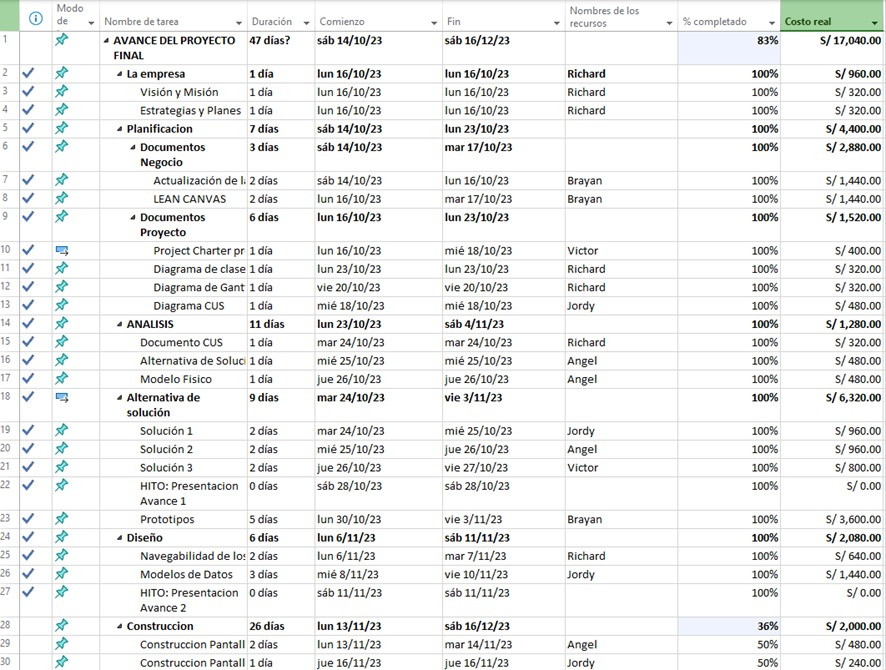 Modo de Nombre de tarea Duración Comienzo Fin Nombres de los recursos % completado Costo real
1 AVANCE DEL PROYECTO FINAL 47 días? sáb 14/10/23 sáb 16/12/23 83% S/ 17,040.00
2 La empresa 1 día lun 16/10/23 lun 16/10/23 Richard 100% S/ 960.00
3 Visión y Misión 1 día lun 16/10/23 lun 16/10/23 Richard 100% S/ 320.00
4 Estrategias y Planes 1 día lun 16/10/23 lun 16/10/23 Richard 100% S/ 320.00
5 Planificacion 7 días sáb 14/10/23 lun 23/10/23 100% S/ 4,400.00
6 Documentos Negocio 3 días sáb 14/10/23 mar 17/10/23 100% S/ 2,880.00
7 Actualización de la 2 días sáb 14/10/23 lun 16/10/23 Brayan 100% S/ 1,440.00
8 LEAN CANVAS 2 días lun 16/10/23 mar 17/10/23 Brayan 100% S/ 1,440.00
9 Documentos Proyecto 6 días lun 16/10/23 lun 23/10/23 100% S/ 1,520.00
10 Project Charter pr 1 día lun 16/10/23 mié 18/10/23 Victor 100% S/ 400.00
11 Diagrama de clase 1 día lun 23/10/23 lun 23/10/23 Richard 100% S/ 320.00
12 Diagrama de Gant 1 día vie 20/10/23 vie 20/10/23 Richard 100% S/ 320.00
13 Diagrama CUS 1 día mié 18/10/23 mié 18/10/23 Jordy 100% S/ 480.00
14 ANALISIS 11 días lun 23/10/23 sáb 4/11/23 100% S/ 1,280.00
15 Documento CUS 1 día mar 24/10/23 mar 24/10/23 Richard 100% S/ 320.00
16 Alternativa de Soluci 1 día mié 25/10/23 mié 25/10/23 Angel 100% S/ 480.00
17 Modelo Fisico 1 día jue 26/10/23 jue 26/10/23 Angel 100% S/ 480.00
18 Alternativa de solución 9 días mar 24/10/23 vie 3/11/23 100% S/ 6,320.00
19 Solución 1 2 días mar 24/10/23 mié 25/10/23 Jordy 100% S/ 960.00
20 Solución 2 2 días mié 25/10/23 jue 26/10/23 Angel 100% S/ 960.00
21 Solución 3 2 días jue 26/10/23 vie 27/10/23 Victor 100% S/ 800.00
22 HITO: Presentacion Avance 1 0 días sáb 28/10/23 sáb 28/10/23 100% S/ 0.00
23 Prototipos 5 días lun 30/10/23 vie 3/11/23 Brayan 100% S/ 3,600.00
24 Diseño 6 días lun 6/11/23 sáb 11/11/23 100% S/ 2,080.00
25 Navegabilidad de los 2 días lun 6/11/23 mar 7/11/23 Richard 100% S/ 640.00
26 Modelos de Datos 3 días mié 8/11/23 vie 10/11/23 Jordy 100% S/ 1,440.00
27 HITO: Presentacion Avance 2 0 días sáb 11/11/23 sáb 11/11/23 100% S/ 0.00
28 Construccion 26 días lun 13/11/23 sáb 16/12/23 36% S/ 2,000.00
29 Construccion Pantall 2 días lun 13/11/23 mar 14/11/23 Angel 50% S/ 480.00
30 Construccion Pantall 1 día jue 16/11/23 jue 16/11/23 Jordy 50% S/ 240.00